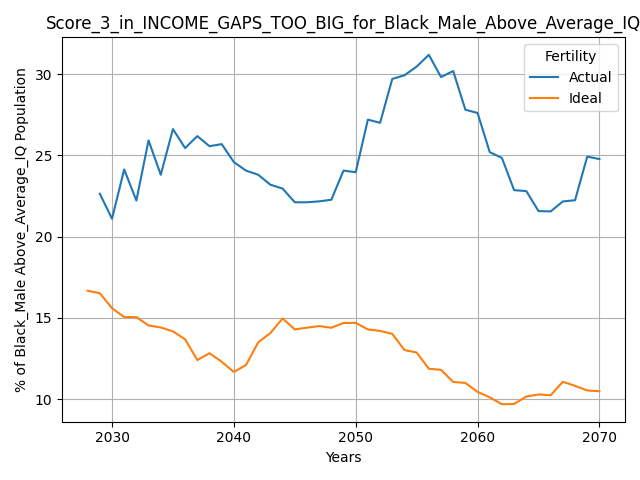 Score_3_in_INCOME_GAPS_TOO_BIG_for_Black_Male_Above_Average_IQ
% of Black_Male Above_Average_IQ Population
30
25
20
15
10
Fertility
Actual
Ideal
2030 2040 2050 2060 2070
Years